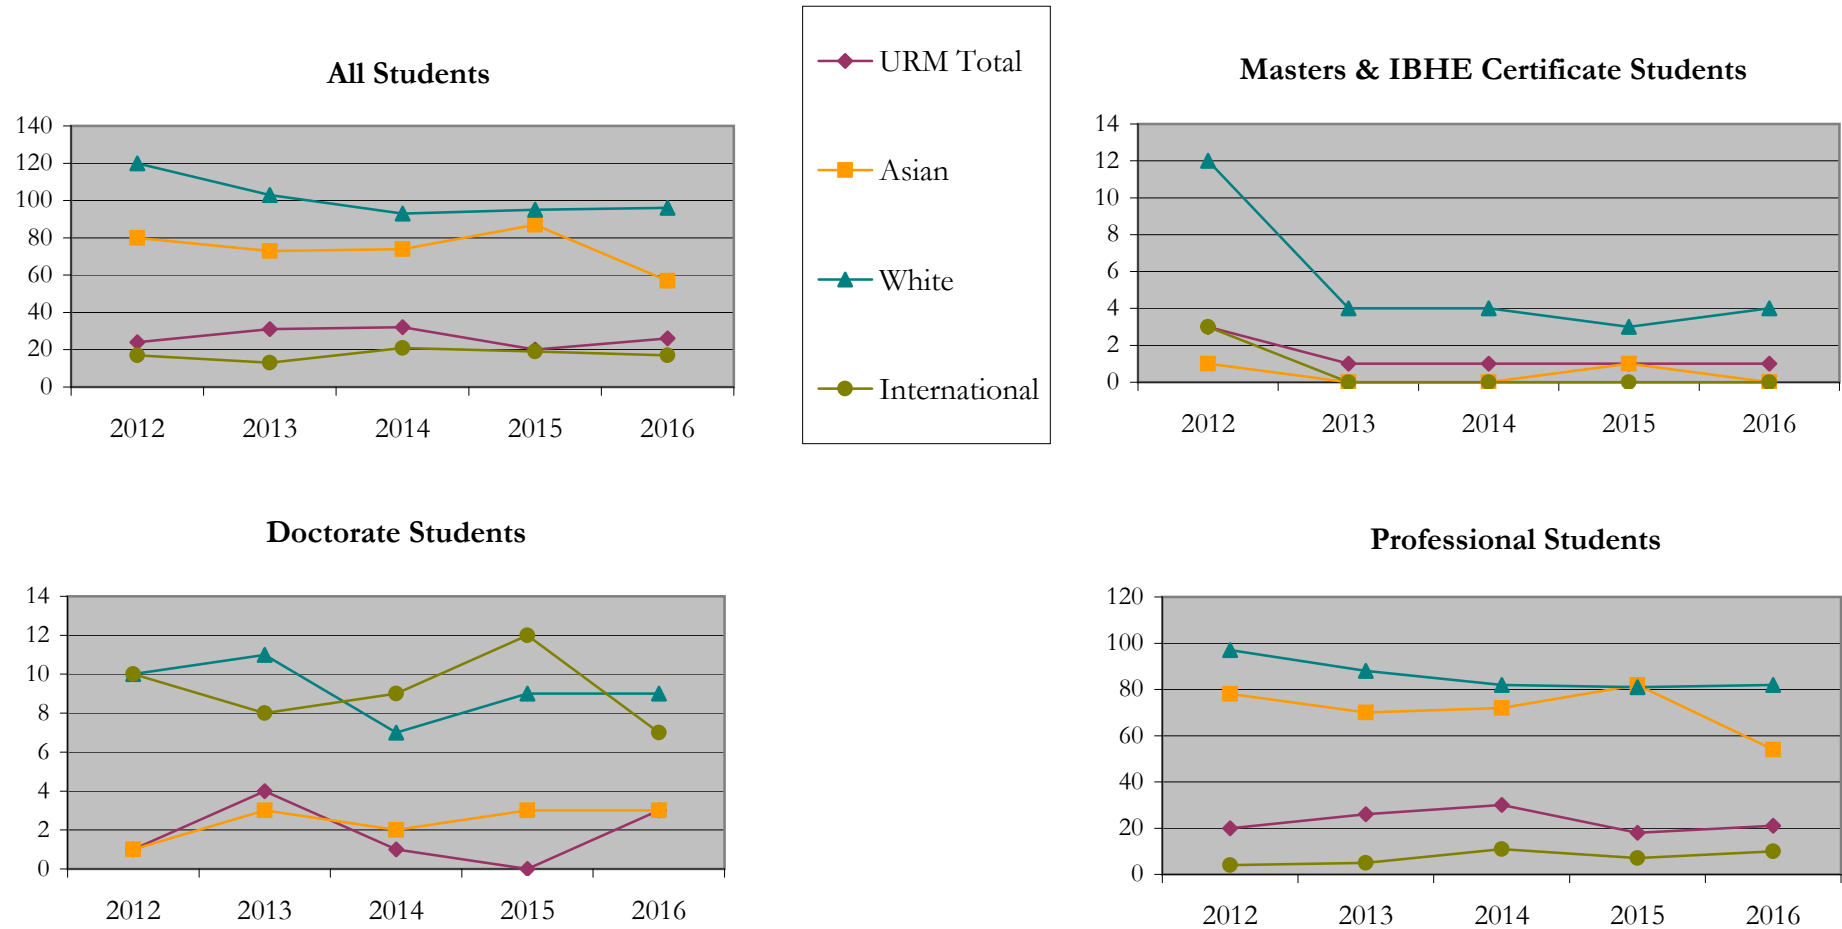 All Students
140
120
100
80
60
40
20
0
2012 2013 2014 2015 2016
URM Total
Asian
White
International
Masters & IBHE Certificate Students
14
12
10
8
6
4
2
0
2012 2013 2014 2015 2016
Doctorate Students
14
12
10
8
6
4
2
0
2012 2013 2014 2015 2016
Professional Students
120
100
80
60
40
20
0
2012 2013 2014 2015 2016